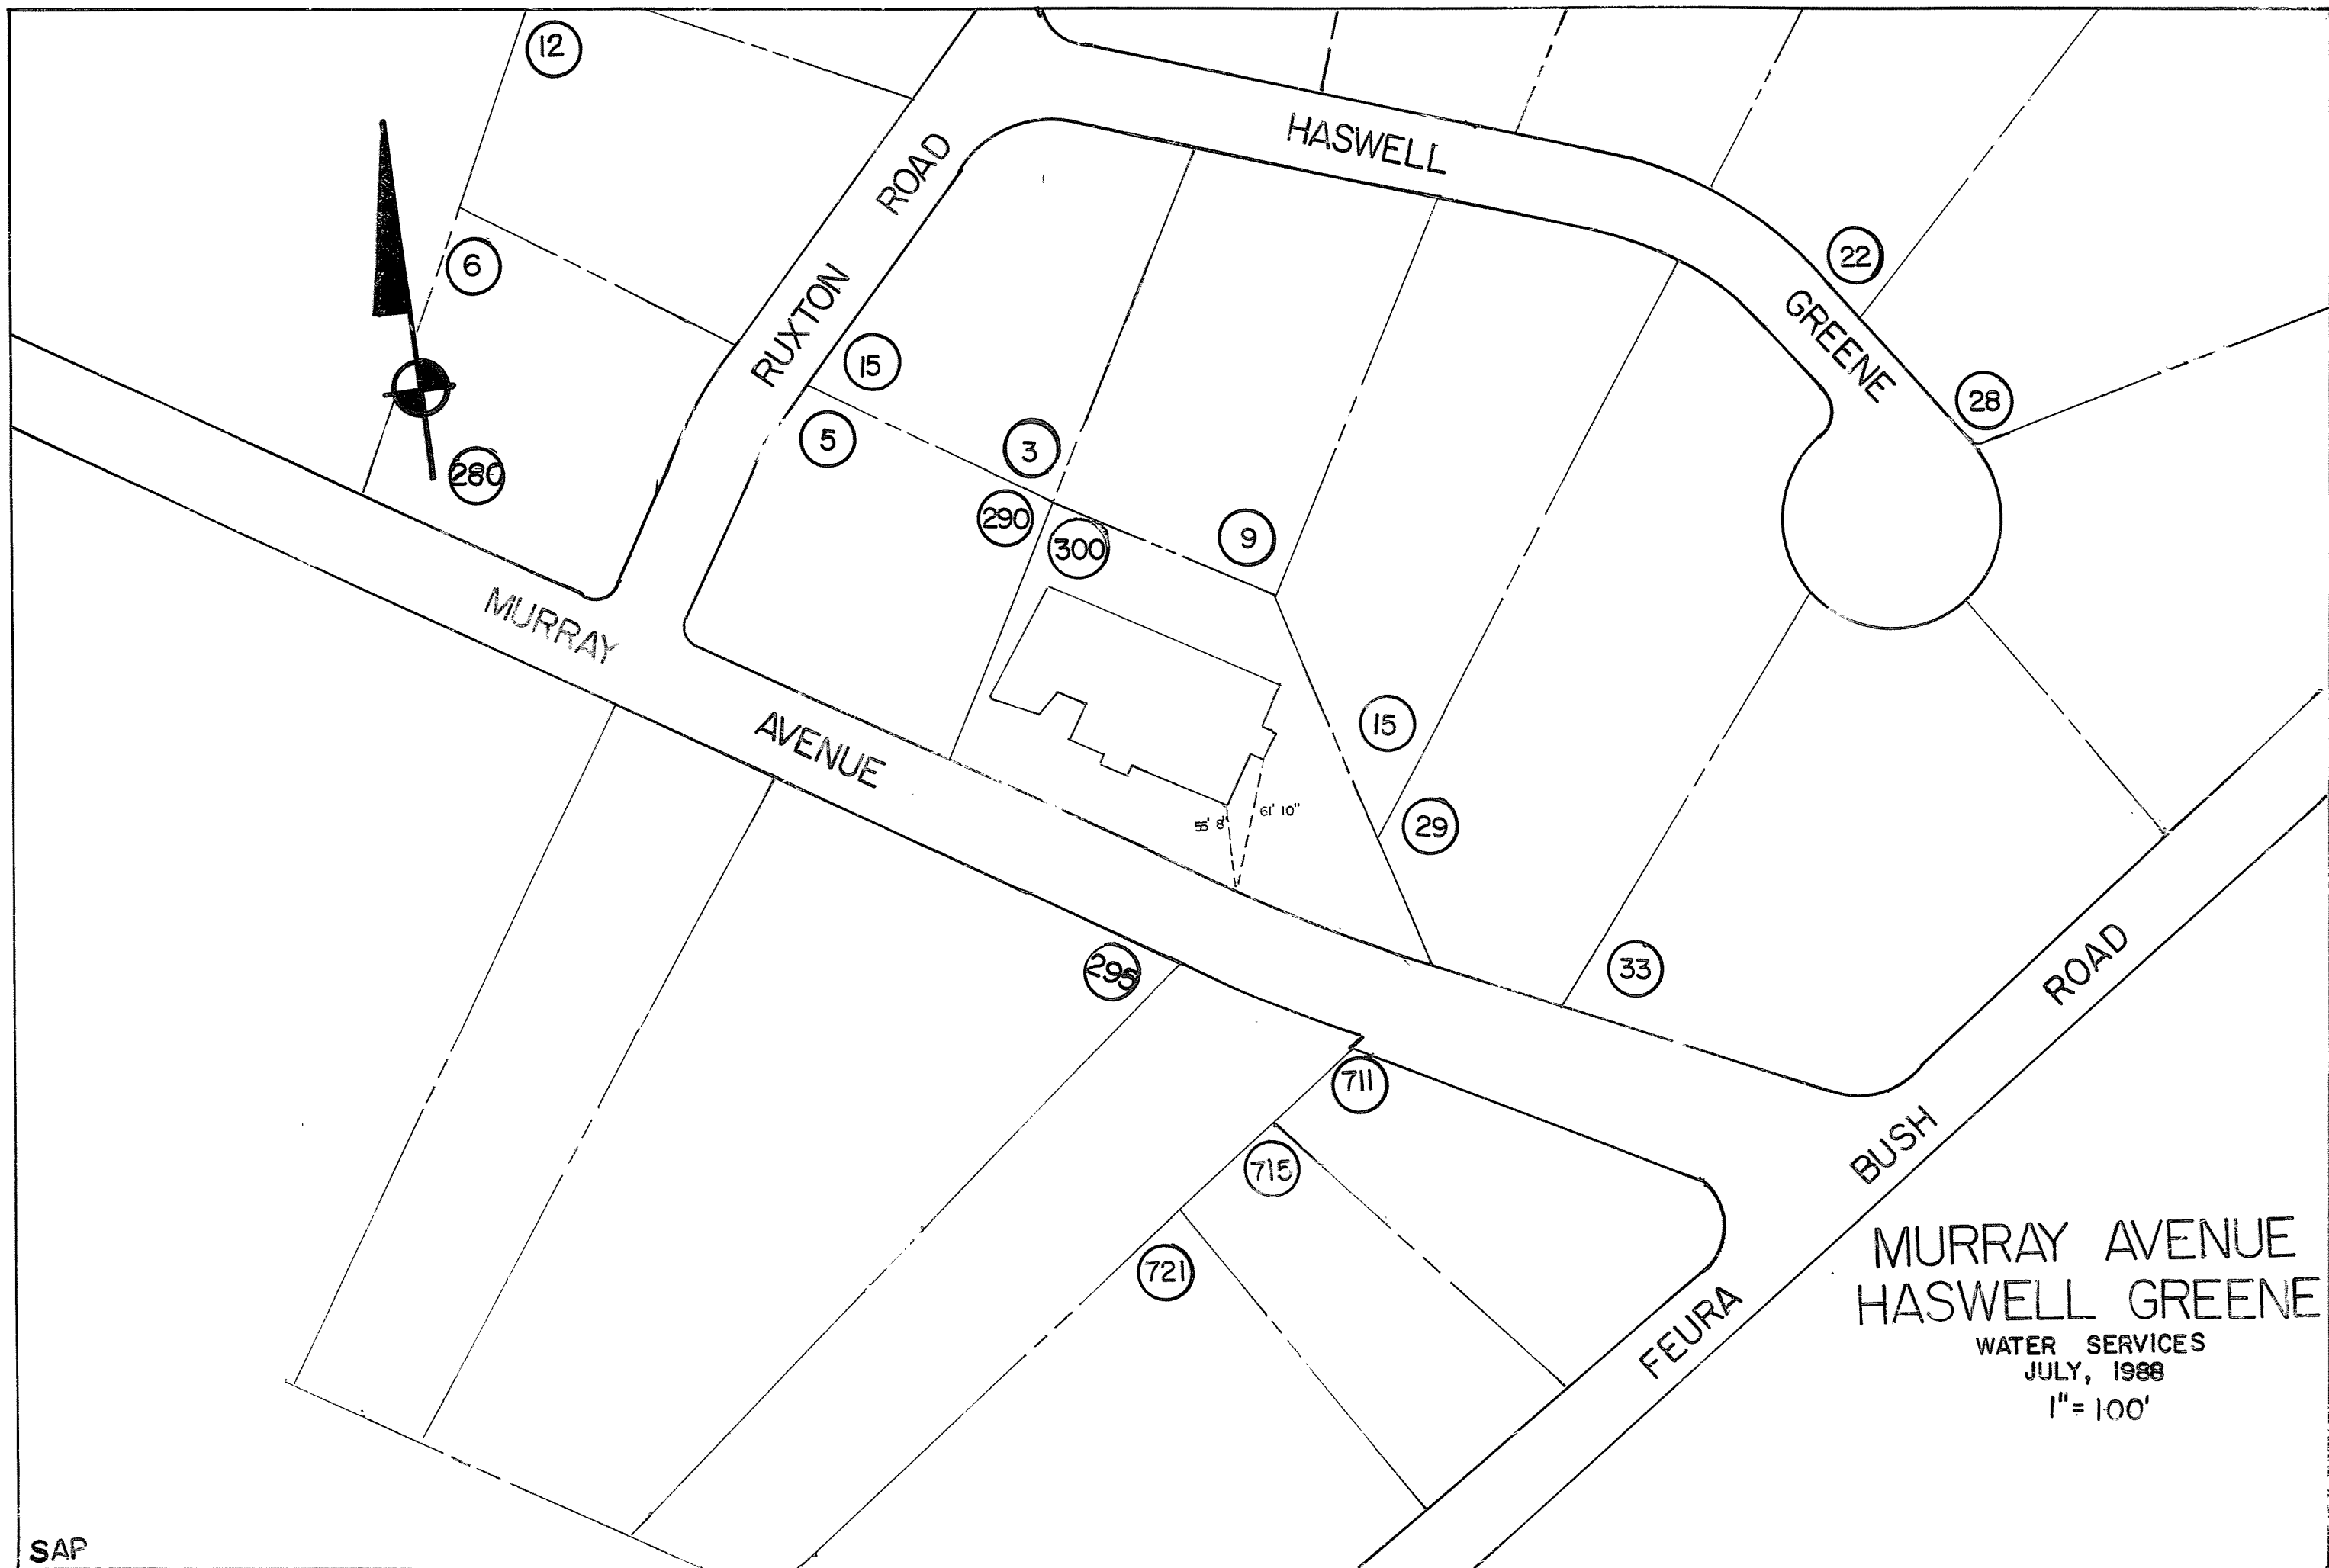 12
HASWELL
ROAD
6
22
GREENE
RUXTON
15
28
5
3
280
290
300
9
MURRAY
15
AVENUE
61' 10"
55' 8"
29
295
33
ROAD
711
BUSH
715
721
FEURA
MURRAY AVENUE
HASWELL GREENE
WATER SERVICES
JULY, 1988
1"=100'
SAP